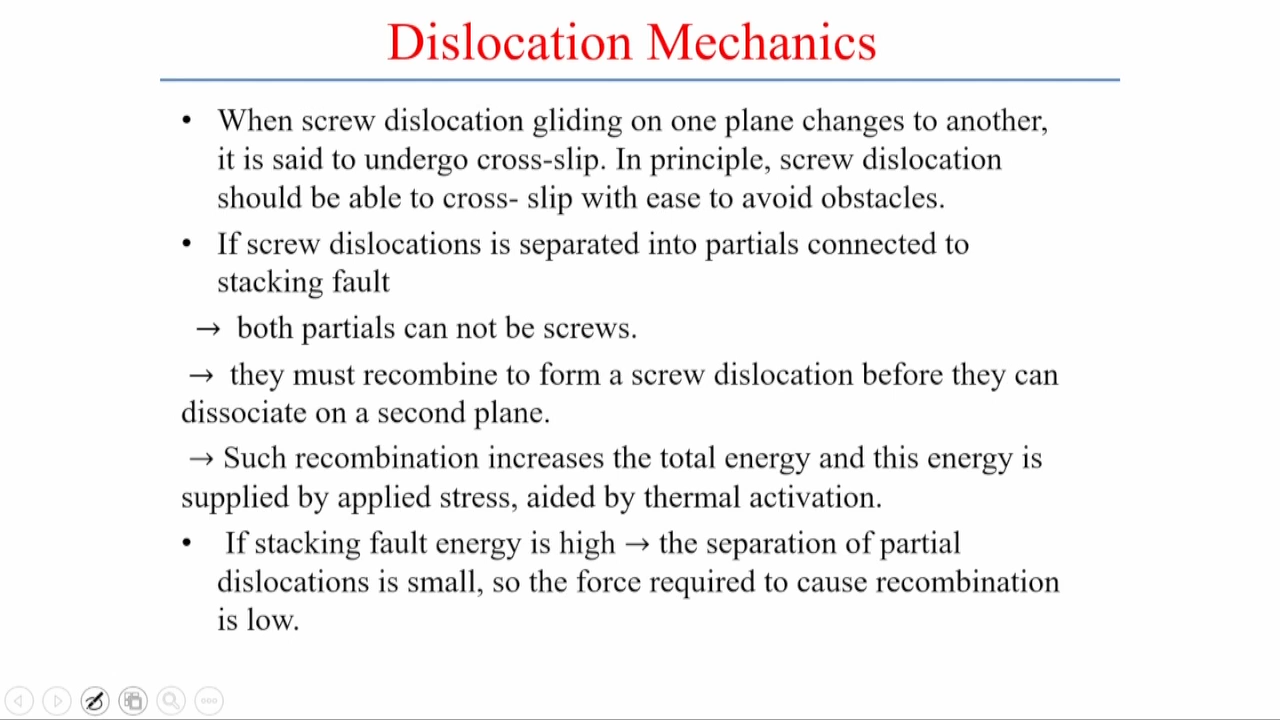 Dislocation Mechanics
• When screw dislocation gliding on one plane changes to another,
it is said to undergo cross-slip. In principle, screw dislocation
should be able to cross- slip with ease to avoid obstacles.
• If screw dislocations is separated into partials connected to
stacking fault
→ both partials can not be screws.
→ they must recombine to form a screw dislocation before they can
dissociate on a second plane.
→ Such recombination increases the total energy and this energy is
supplied by applied stress, aided by thermal activation.
• If stacking fault energy is high → the separation of partial
dislocations is small, so the force required to cause recombination
is low.